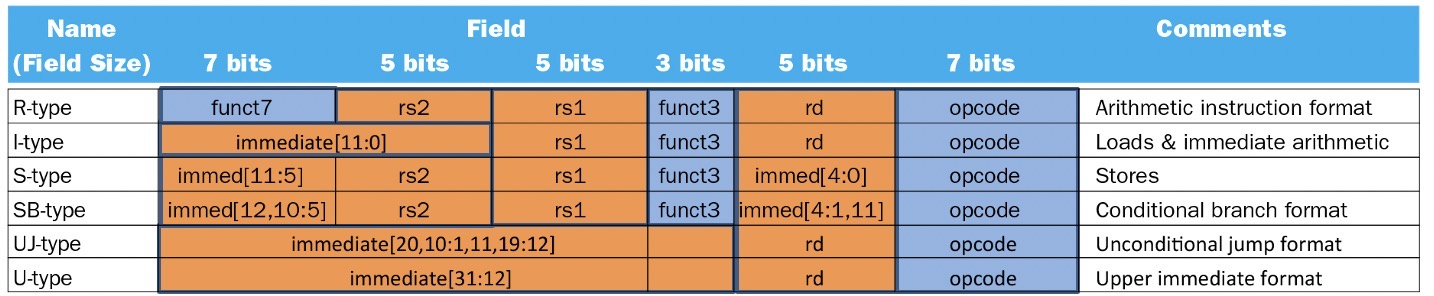 Name Field Comments
(Field Size) 7 bits 5 bits 5 bits 3 bits 5 bits 7 bits
R-type funct7 rs2 rs1 funct3 rd opcode Arithmetic instruction format
I-type immediate[11:0] rs1 funct3 rd opcode Loads & immediate arithmetic
S-type immed[11:5] rs2 rs1 funct3 immed[4:0] opcode Stores
SB-type immed[12,10:5] rs2 rs1 funct3 immed[4:1,11] opcode Conditional branch format
UJ-type immediate[20,10:1,11,19:12] rd opcode Unconditional jump format
U-type immediate[31:12] rd opcode Upper immediate format